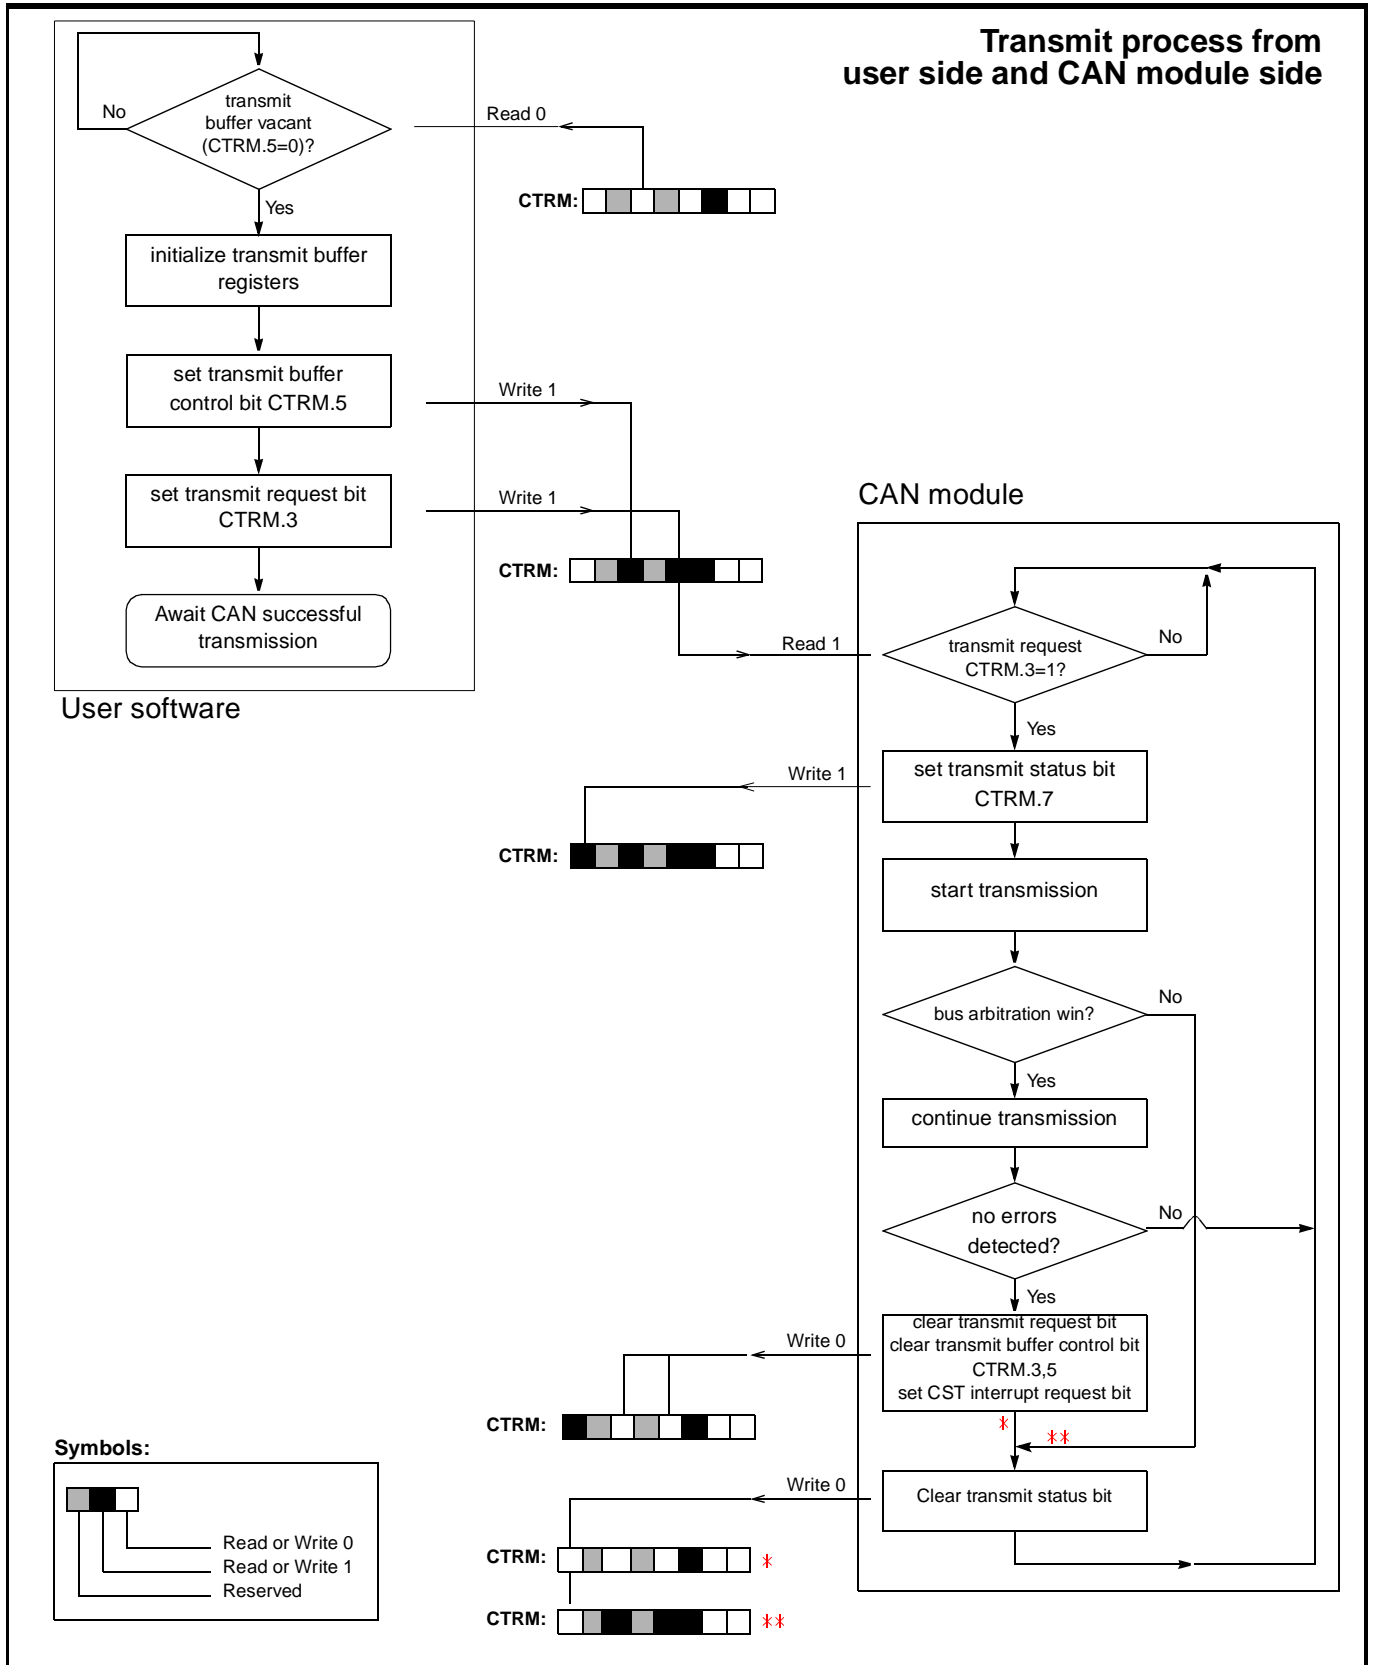 Transmit process from
user side and CAN module side
No
transmit
buffer vacant
(CTRM.5=0)?
Read 0
CTRM:
Yes
initialize transmit buffer
registers
set transmit buffer
control bit CTRM.5
Write 1
set transmit request bit
CTRM.3
Write 1
CTRM:
Await CAN successful
transmission
User software
CAN module
Read 1
transmit request
CTRM.3=1?
No
Yes
Write 1
set transmit status bit
CTRM.7
CTRM:
start transmission
bus arbitration win?
No
Yes
continue transmission
no errors
detected?
No
Yes
Write 0
clear transmit request bit
clear transmit buffer control bit
CTRM.3,5
set CST interrupt request bit
CTRM:
*
**
Write 0
Clear transmit status bit
CTRM:
*
CTRM:
**
Symbols:
Read or Write 0
Read or Write 1
Reserved